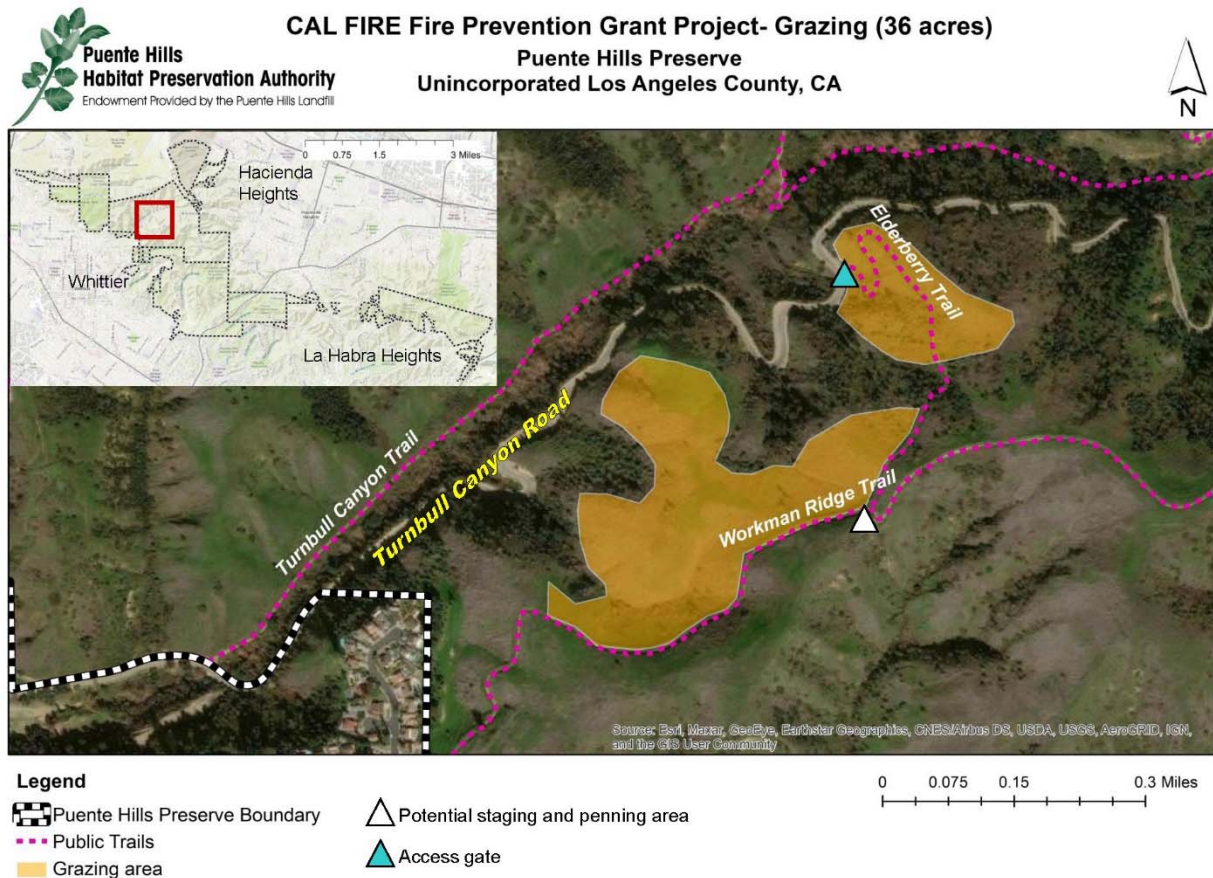 CAL FIRE Fire Prevention Grant Project- Grazing (36 acres)
Puente Hills Preserve
Unincorporated Los Angeles County, CA
Puente Hills
Habitat Preservation Authority
Endowment Provided by the Puente Hills Landfill
N
0 0.75 1.5 3 Miles
Hacienda
Heights
Whittier
La Habra Heights
Elderberry Trail
Turnbull Canyon Road
Turnbull Canyon Trail
Workman Ridge Trail
Source: Esri, Maxar, GeoEye, Earthstar Geographics, CNES/Airbus DS, USDA, USGS, AeroGRID, IGN,
and the GIS User Community
Legend
Puente Hills Preserve Boundary
Public Trails
Grazing area
Potential staging and penning area
Access gate
0 0.075 0.15 0.3 Miles